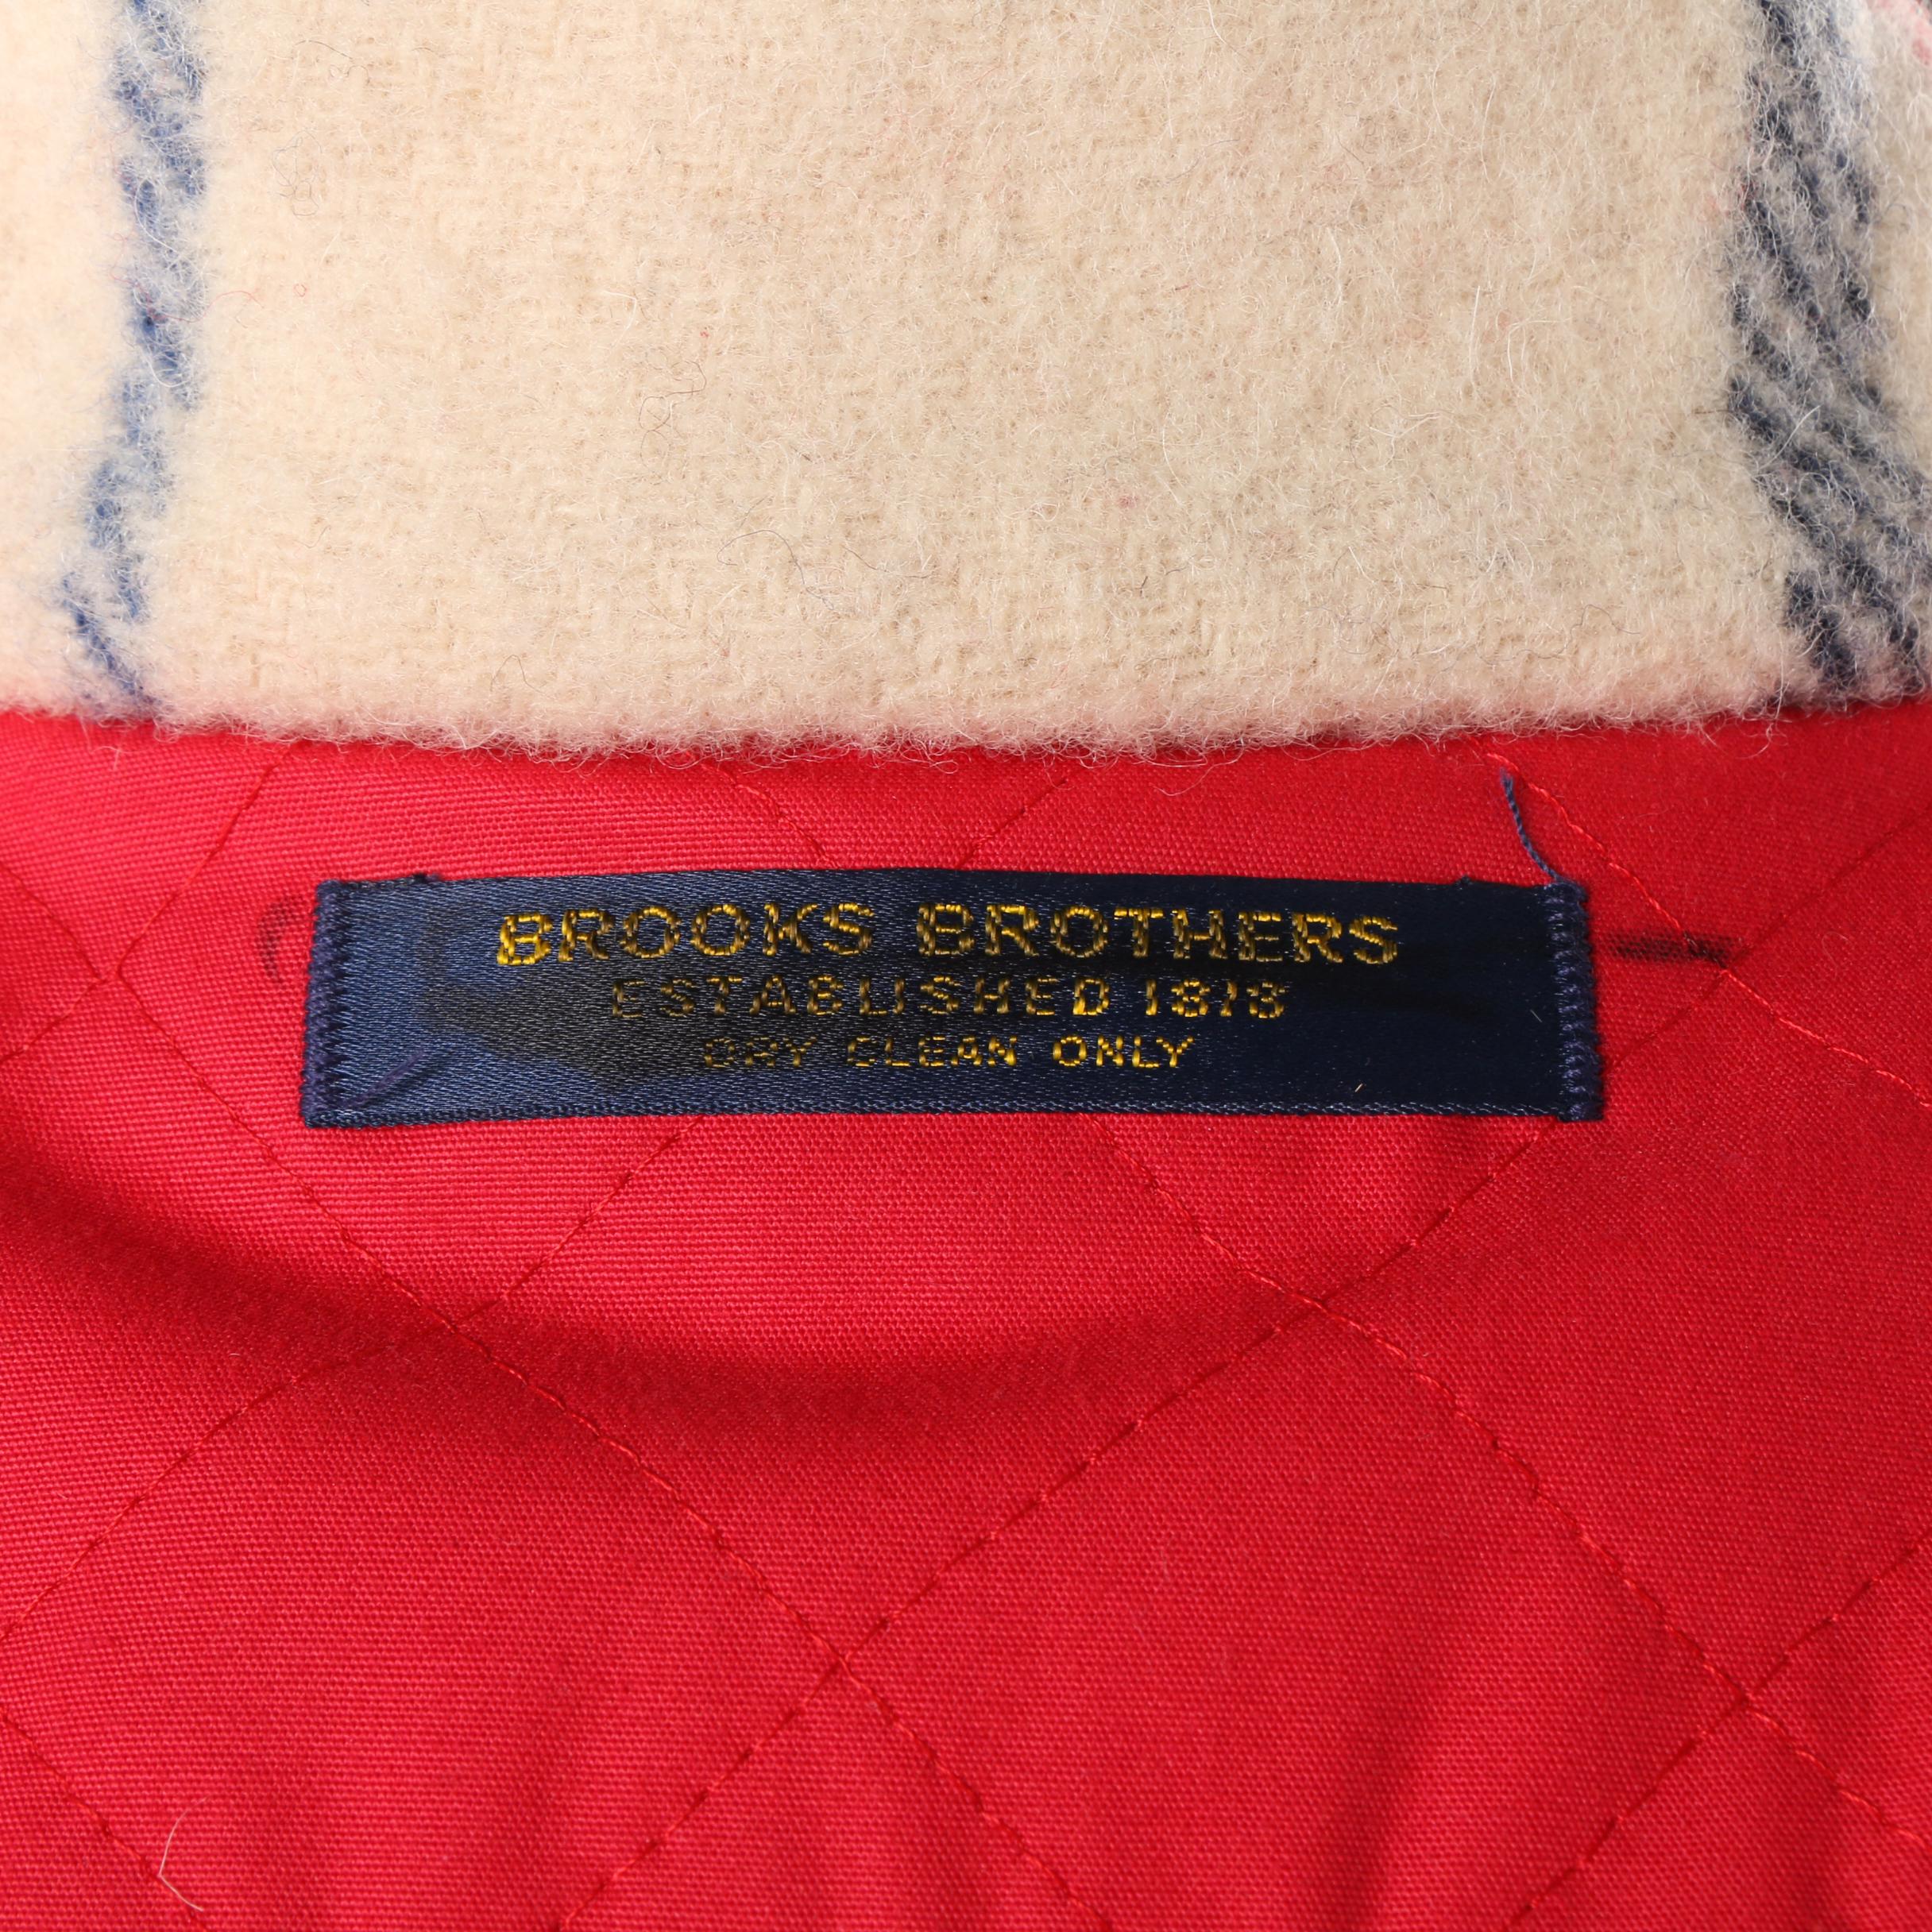 BROOKS BROTHERS
ESTABLISHED 1818
DRY CLEAN ONLY